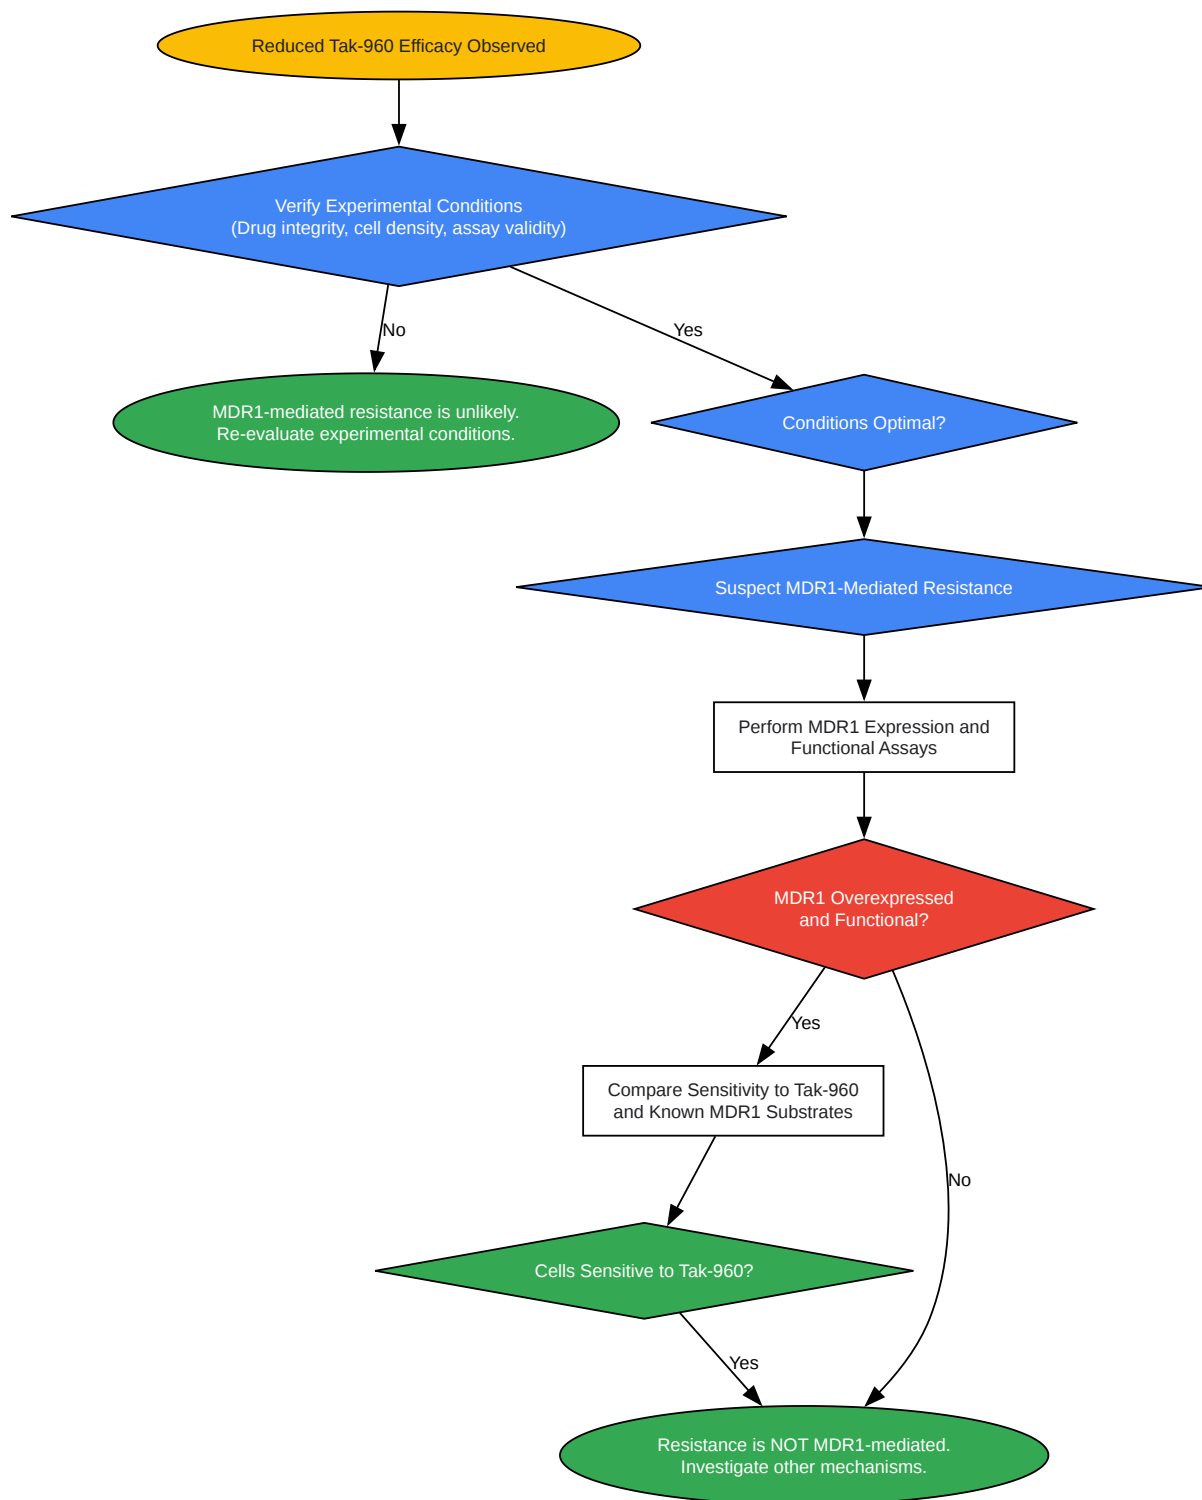 Reduced Tak-960 Efficacy Observed
Verify Experimental Conditions
(Drug integrity, cell density, assay validity)
No
Yes
MDR1-mediated resistance is unlikely.
Re-evaluate experimental conditions.
Conditions Optimal?
Suspect MDR1-Mediated Resistance
Perform MDR1 Expression and
Functional Assays
MDR1 Overexpressed
and Functional?
Yes
Compare Sensitivity to Tak-960
and Known MDR1 Substrates
No
Cells Sensitive to Tak-960?
Yes
Resistance is NOT MDR1-mediated.
Investigate other mechanisms.